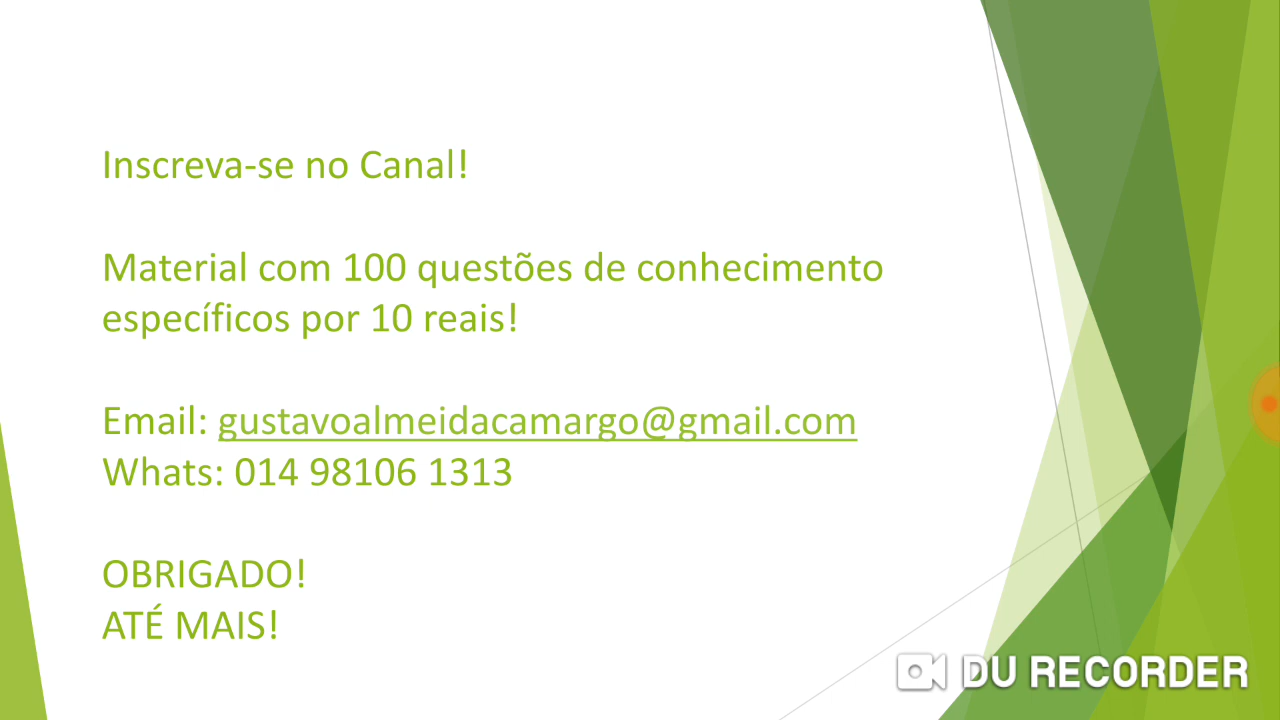 Inscreva-se no Canal!
Material com 100 questões de conhecimento
específicos por 10 reais!
Email: gustavoalmeidacamargo@gmail.com
Whats: 014 98106 1313
OBRIGADO!
ATÉ MAIS!
DU RECORDER